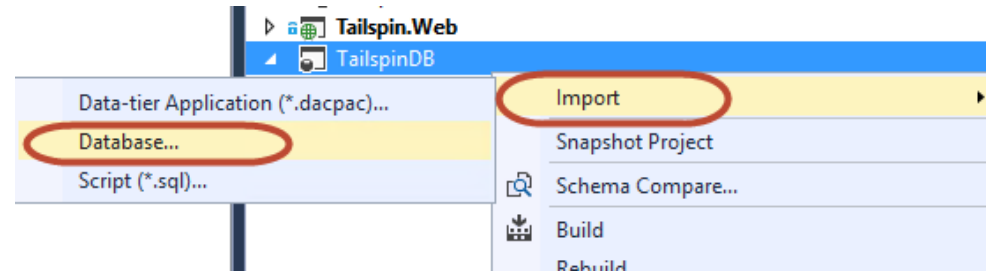 Tailspin.Web
TailspinDB
Data-tier Application (*.dacpac)...
Database...
Script (*.sql)...
Import
Snapshot Project
Schema Compare...
Build
Rebuild